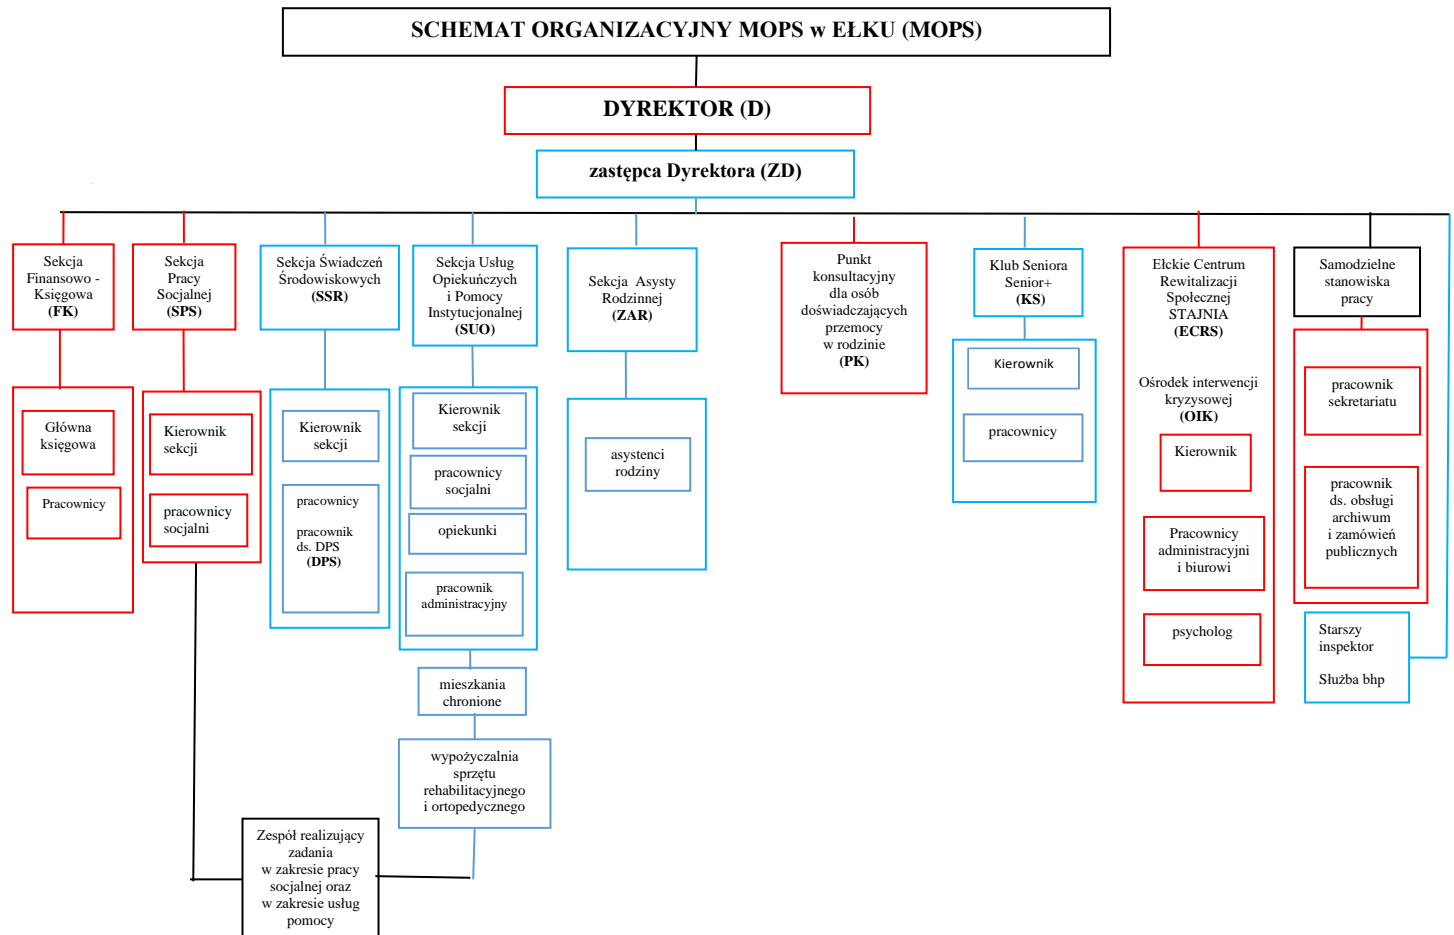 SCHEMAT ORGANIZACYJNY MOPS w EŁKU (MOPS)
DYREKTOR (D)
zastępca Dyrektora (ZD)
Sekcja
Finansowo -
Księgowa
(FK)
Sekcja
Pracy
Socjalnej
(SPS)
Sekcja Świadczeń
Środowiskowych
(SSR)
Sekcja Usług
Opiekuńczych
i Pomocy
Instytucjonalnej
(SUO)
Sekcja Asysty
Rodzinnej
(ZAR)
Punkt
konsultacyjny
dla osób
doświadczających
przemocy
w rodzinie
(PK)
Klub Seniora
Senior+
(KS)
Ełckie Centrum
Rewitalizacji
Społecznej
STAJNIA
(ECRS)
Ośrodek interwencji
kryzysowej
(OIK)
Samodzielne
stanowiska
pracy
Główna
księgowa
Pracownicy
Kierownik
sekcji
pracownicy
socjalni
Kierownik
sekcji
pracownicy
pracownik
ds. DPS
(DPS)
Kierownik
sekcji
pracownicy
socjalni
opiekunki
pracownik
administracyjny
mieszkania
chronione
wypożyczalnia
sprzętu
rehabilitacyjnego
i ortopedycznego
asystenci
rodziny
Kierownik
pracownicy
Kierownik
Pracownicy
administracyjni
i biurowi
psycholog
pracownik
sekretariatu
pracownik
ds. obsługi
archiwum
i zamówień
publicznych
Starszy
inspektor
Służba bhp
Zespół realizujący
zadania
w zakresie pracy
socjalnej oraz
w zakresie usług
pomocy